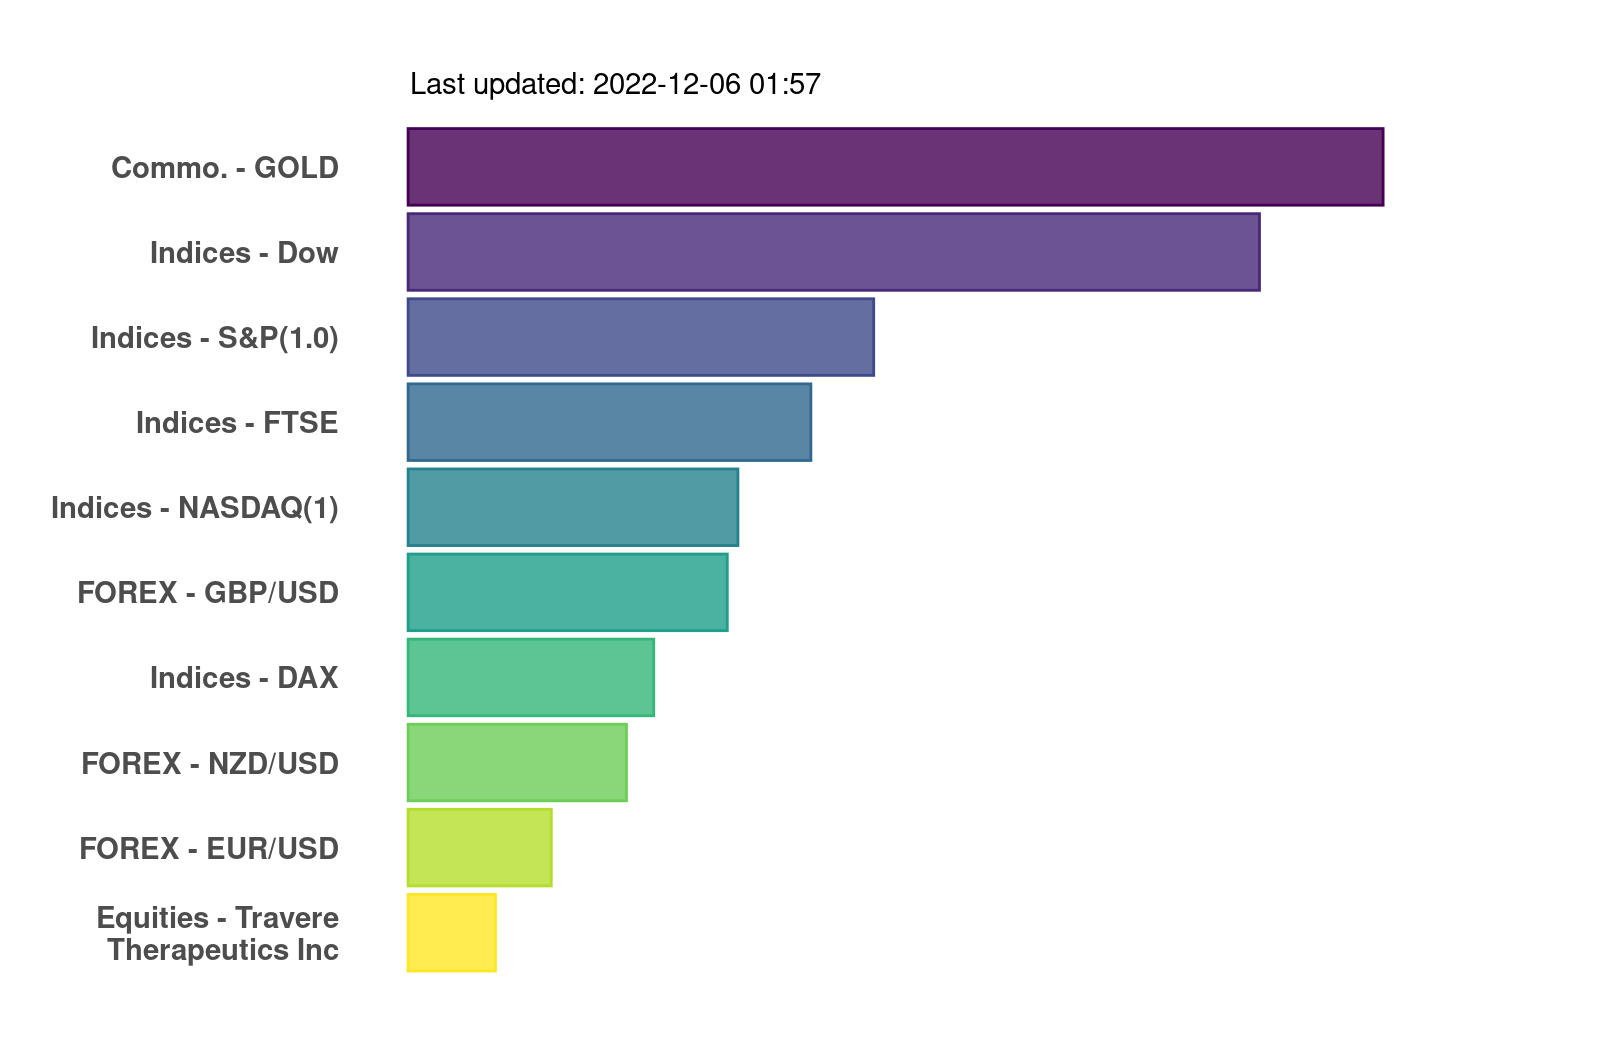 Last updated: 2022-12-06 01:57
Commo. - GOLD
Indices - Dow
Indices - S&P(1.0)
Indices - FTSE
Indices - NASDAQ(1)
FOREX - GBP/USD
Indices - DAX
FOREX - NZD/USD
FOREX - EUR/USD
Equities - Travere
Therapeutics Inc